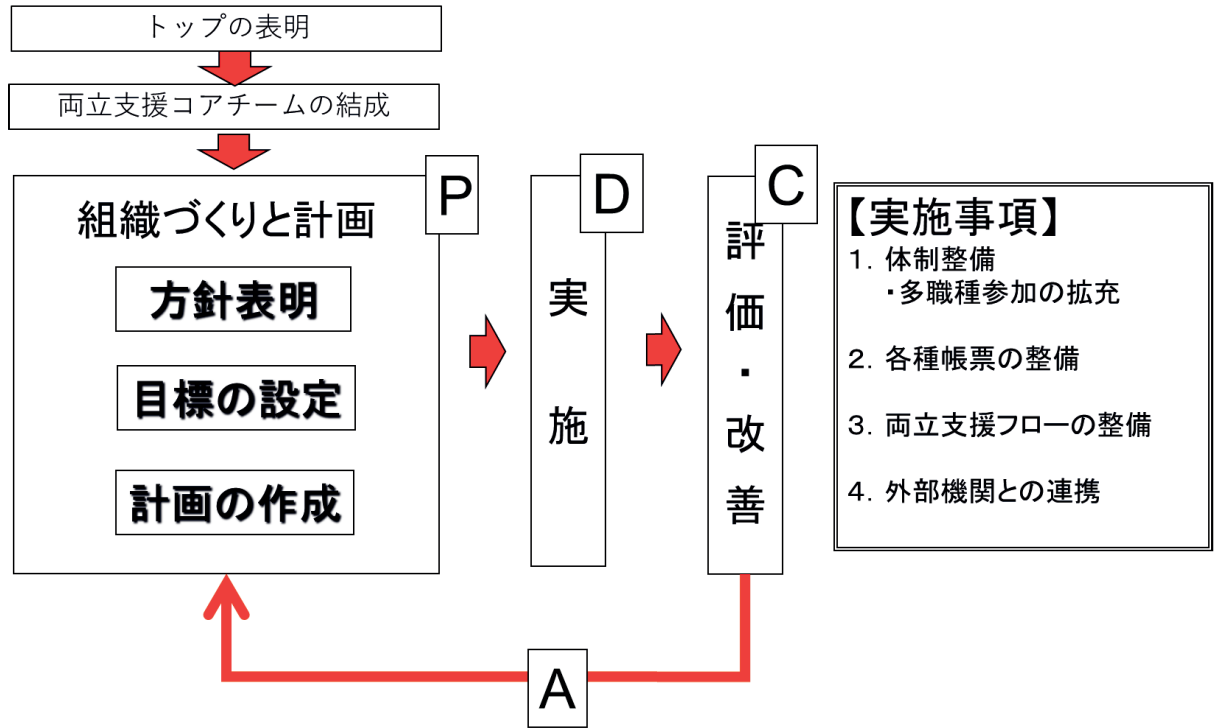 トップの表明
両立支援コアチームの結成
P
組織づくりと計画
方針表明
目標の設定
計画の作成
D
実施
C
評価・改善
A
【実施事項】
1. 体制整備
・多職種参加の拡充
2. 各種帳票の整備
3. 両立支援フローの整備
4. 外部機関との連携